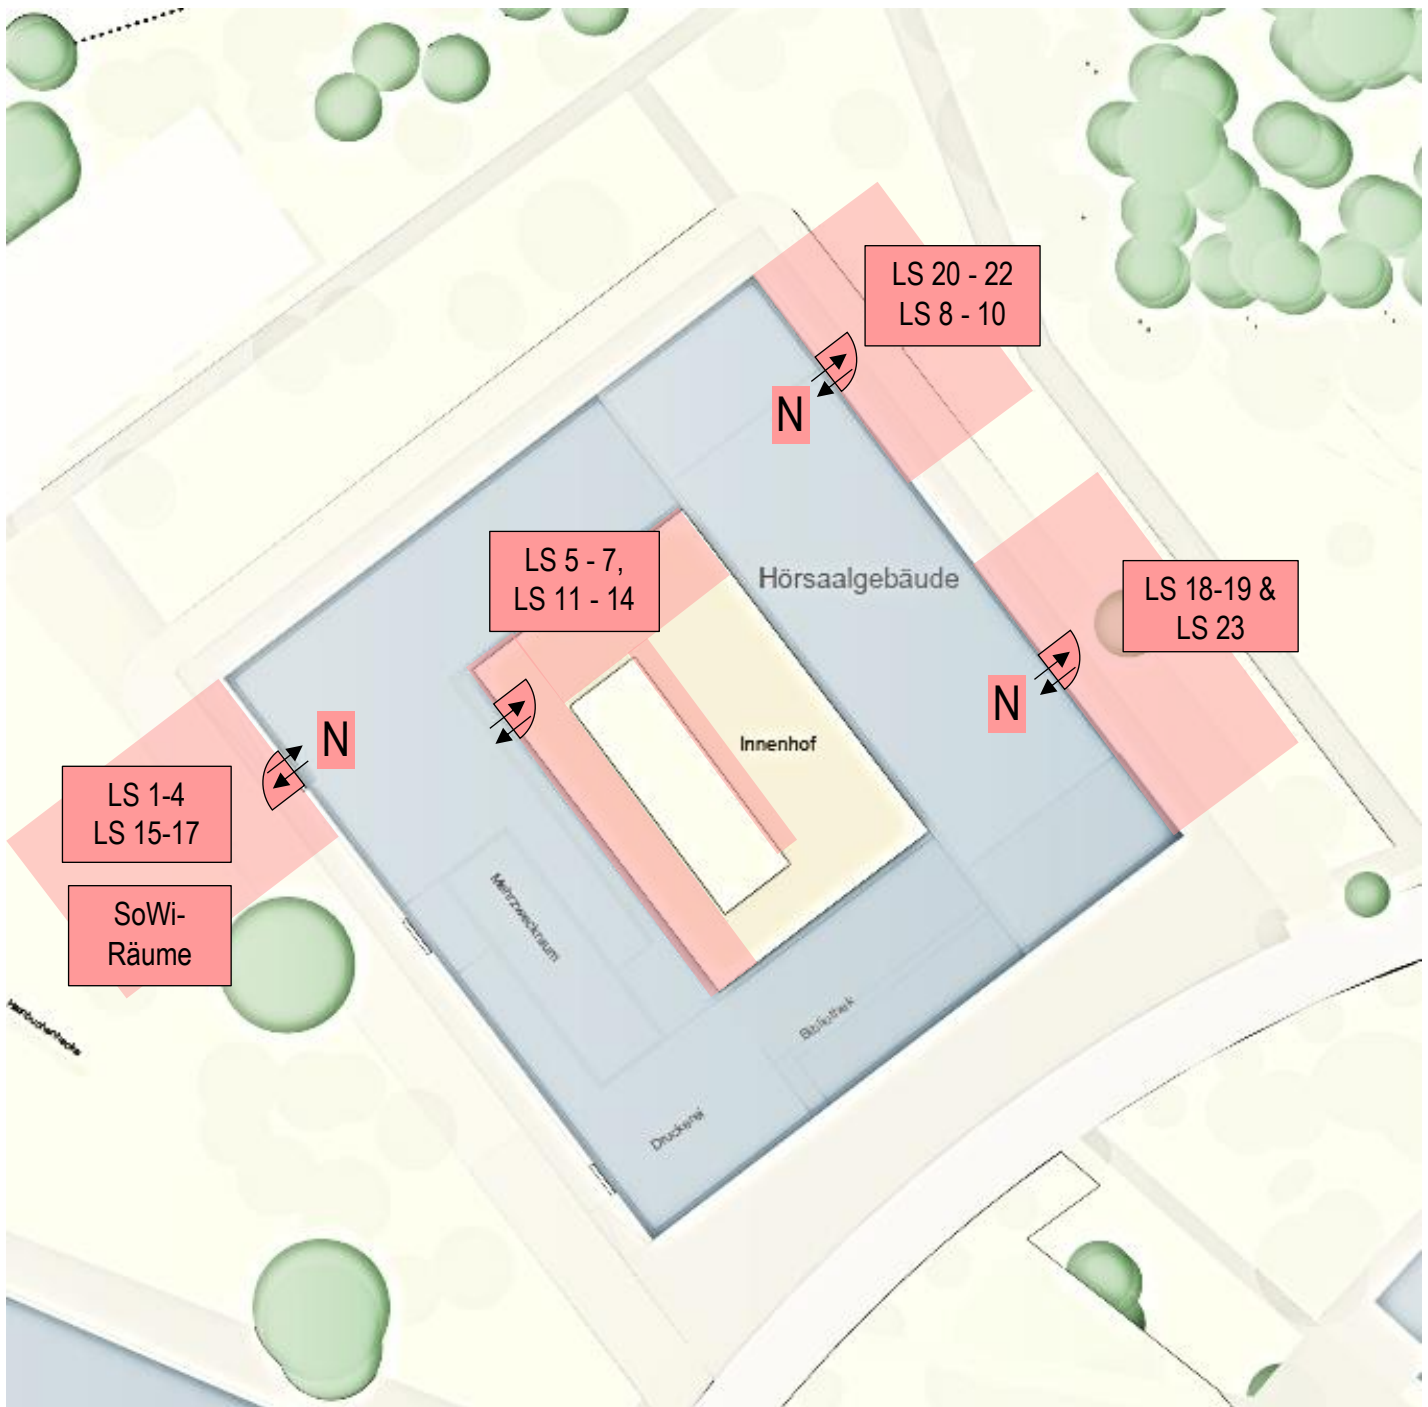 LS 20 - 22
LS 8 - 10
N
LS 5 - 7,
LS 11 - 14
Hörsaalgebäude
LS 18-19 &
LS 23
N
N
Innenhof
LS 1-4
LS 15-17
SoWi-
Räume
Mehrzweckraum
Bibliothek
Druckerei
Hainbuchenhecke